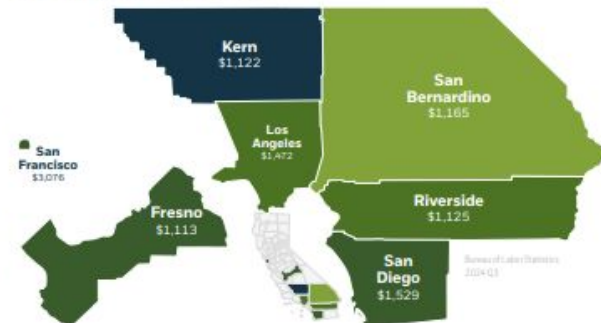 Kern
$1,122
San
Bernardino
$1,165
Los
Angeles
$1,472
San
Francisco
$3,076
Fresno
$1,113
Riverside
$1,125
San
Diego
$1,529
Bureau of Labor Statistics
2024 Q3